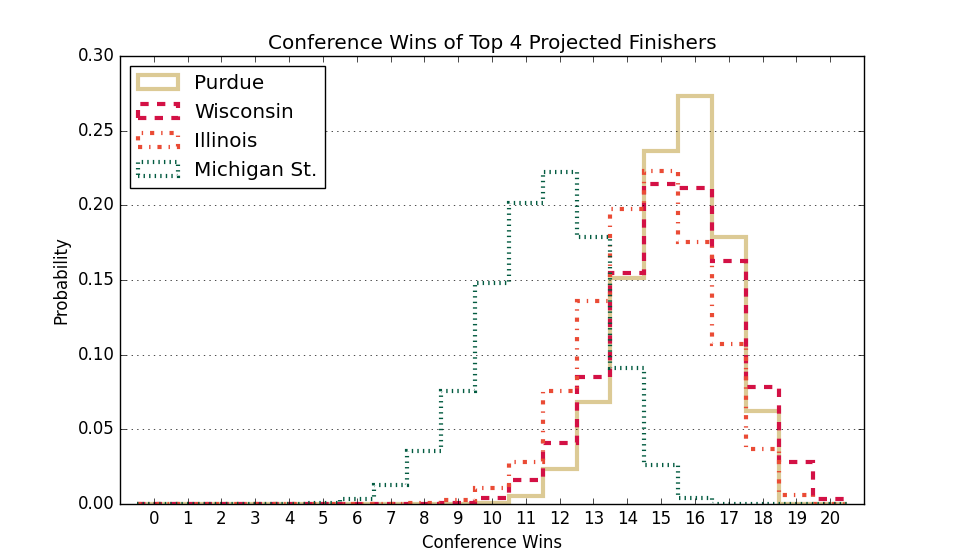 Conference Wins of Top 4 Projected Finishers
Purdue
Wisconsin
Illinois
Michigan St.
0.30
0.25
0.20
0.15
0.10
0.05
0.00
Probability
0 1 2 3 4 5 6 7 8 9 10 11 12 13 14 15 16 17 18 19 20
Conference Wins